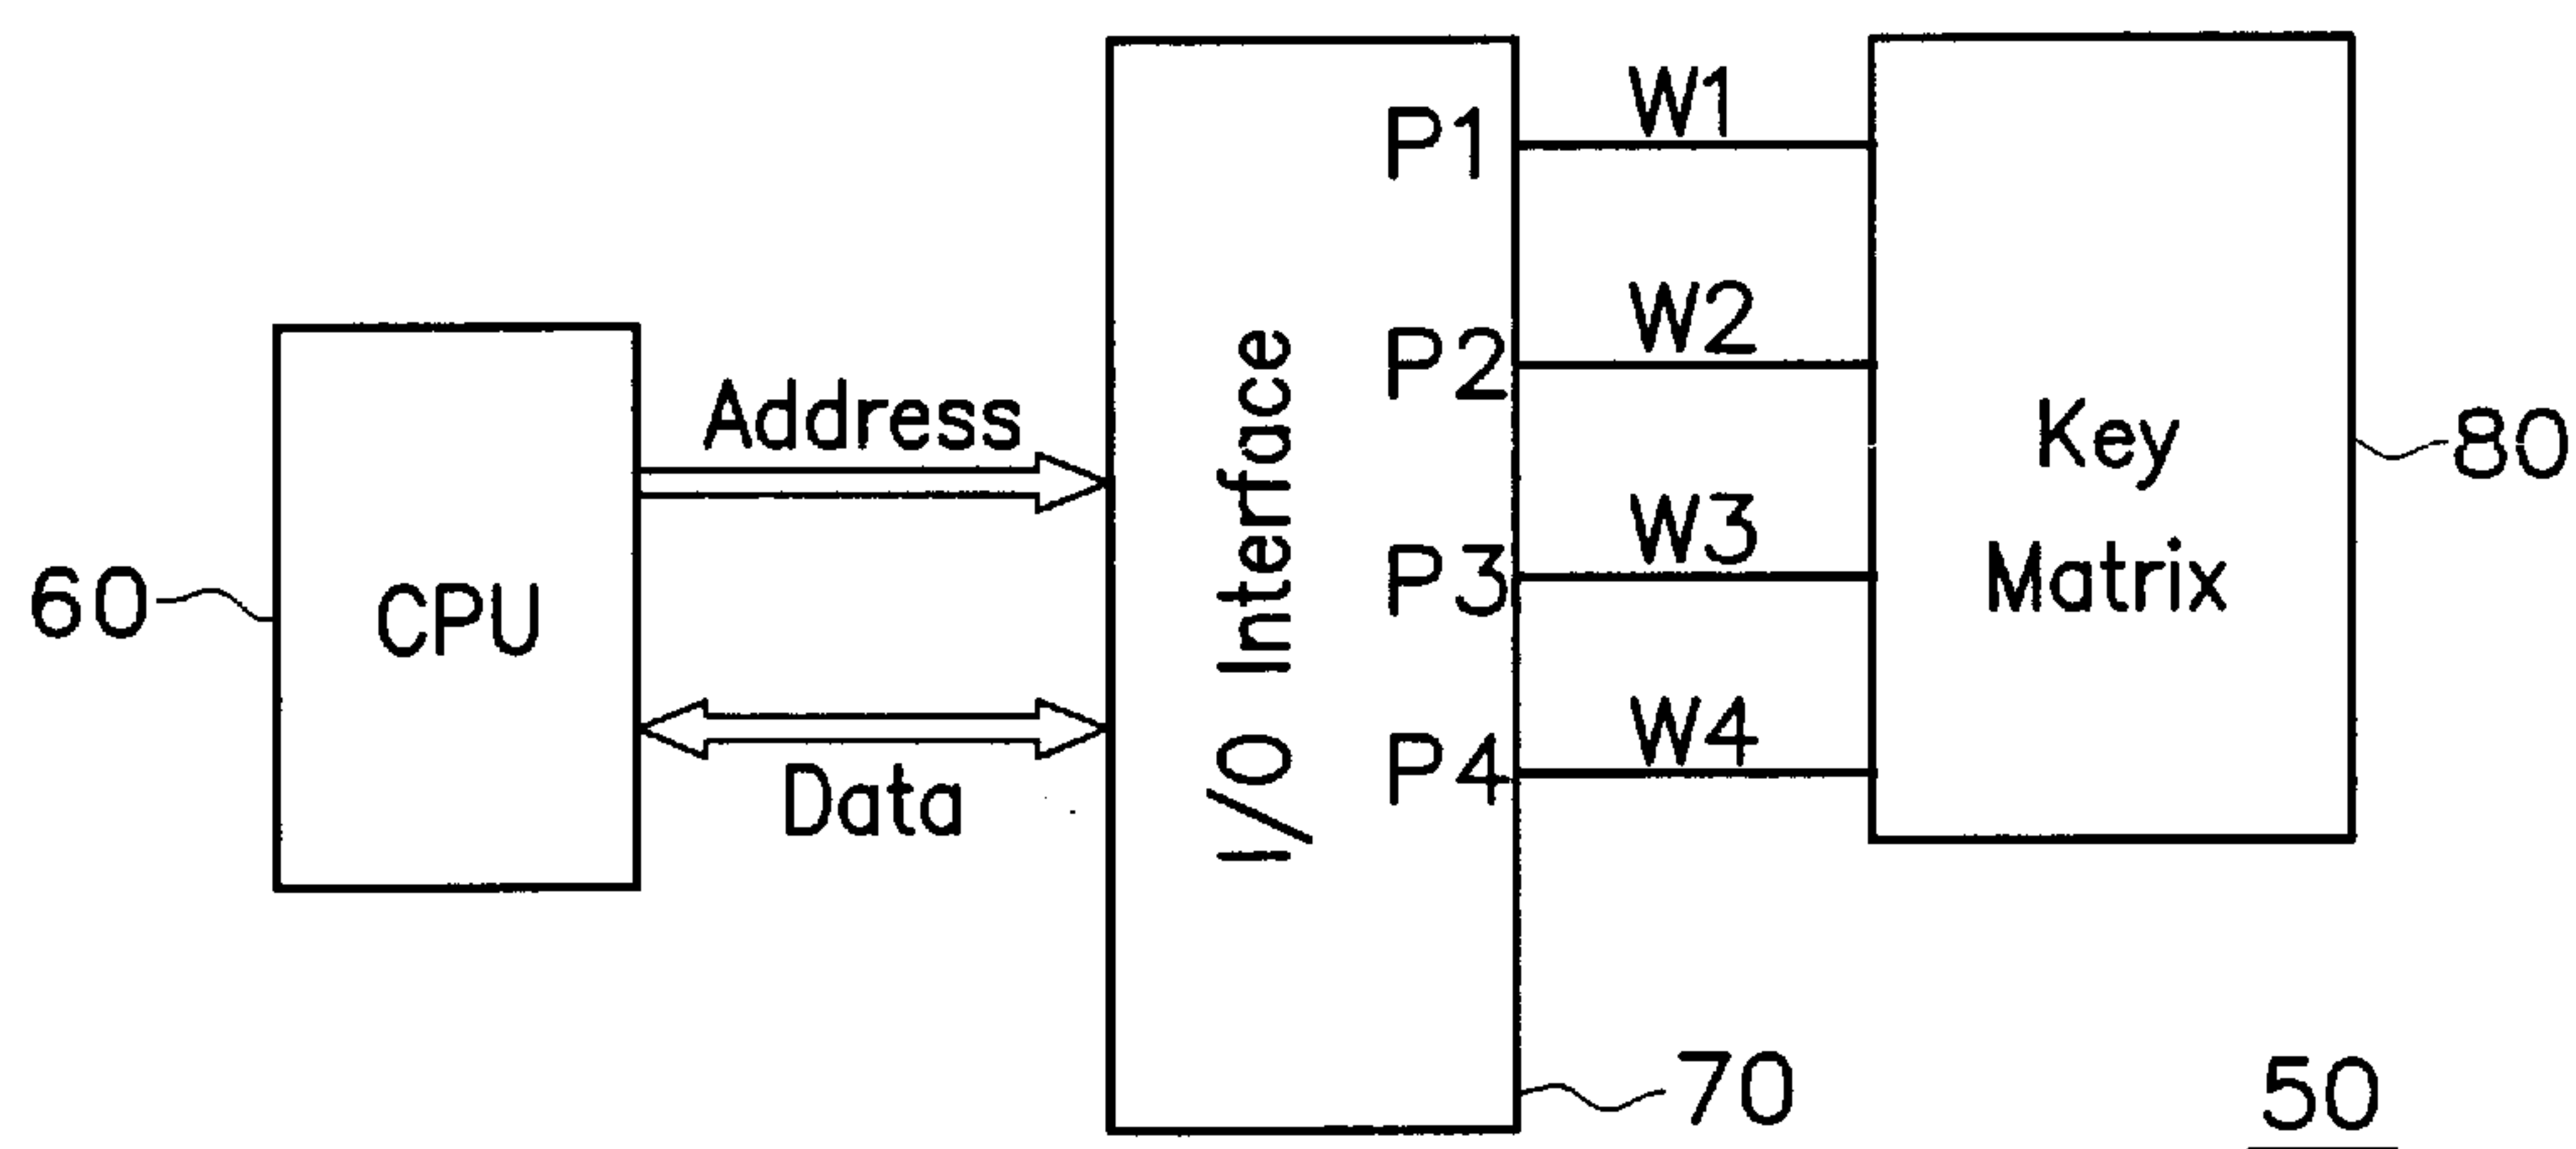 P1
W1
P2
W2
Address
Key
Matrix
80
60
CPU
I/O Interface
P3
W3
Data
P4
W4
70
50